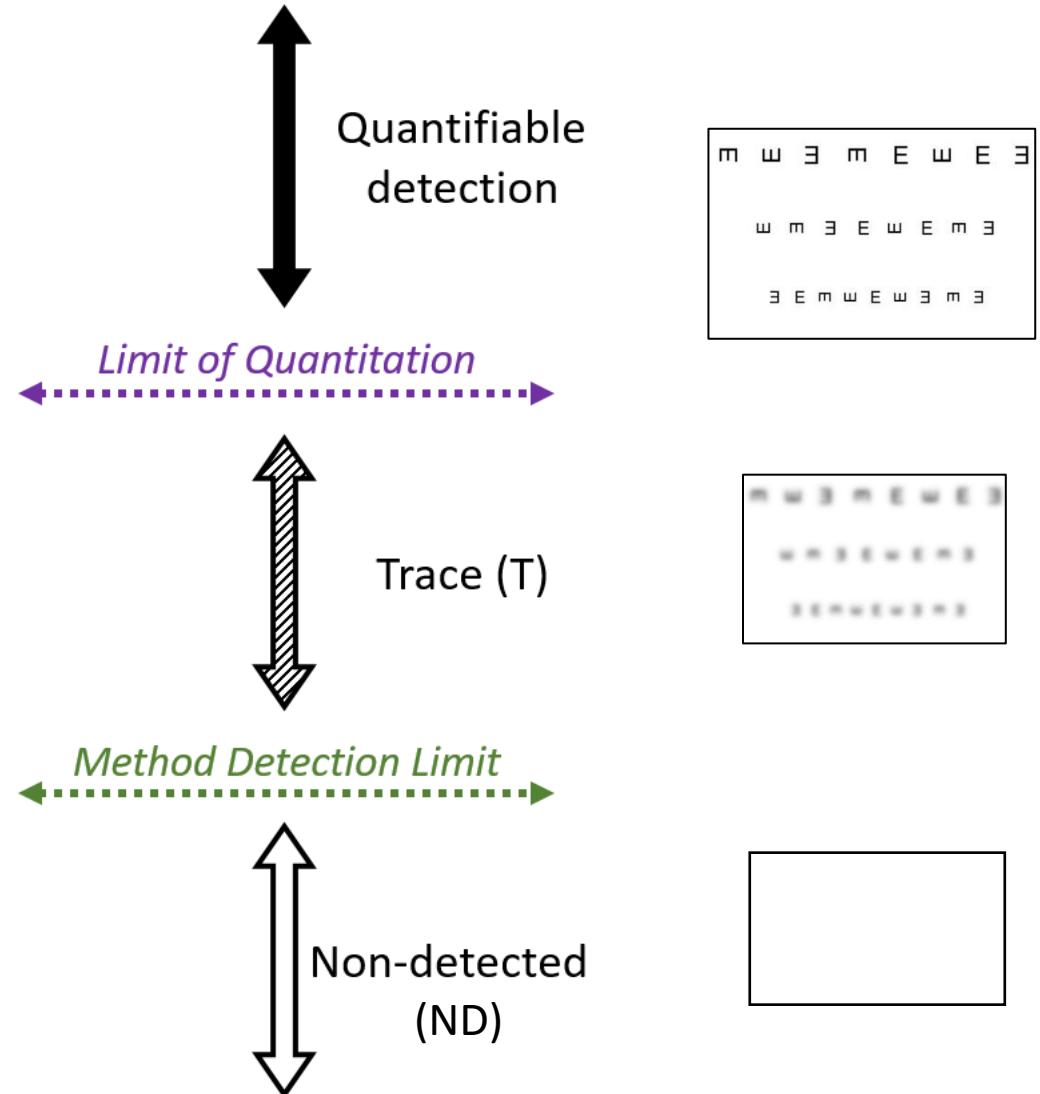 Quantifiable
detection
E E E E E E E E
E E E E E E E E
E E E E E E E E E
Limit of Quantitation
Trace (T)
Method Detection Limit
Non-detected
(ND)